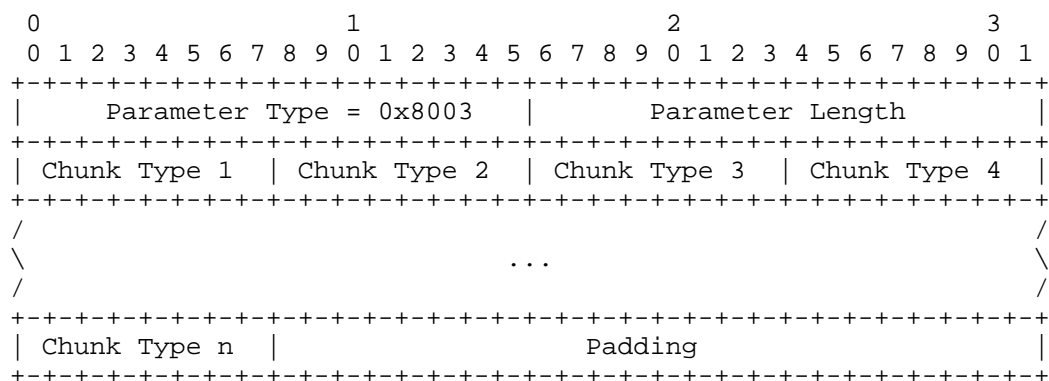 0                   1                   2                   3
 0 1 2 3 4 5 6 7 8 9 0 1 2 3 4 5 6 7 8 9 0 1 2 3 4 5 6 7 8 9 0 1
+-+-+-+-+-+-+-+-+-+-+-+-+-+-+-+-+-+-+-+-+-+-+-+-+-+-+-+-+-+-+-+-+
|     Parameter Type = 0x8003   |       Parameter Length        |
+-+-+-+-+-+-+-+-+-+-+-+-+-+-+-+-+-+-+-+-+-+-+-+-+-+-+-+-+-+-+-+-+
| Chunk Type 1  | Chunk Type 2  | Chunk Type 3  | Chunk Type 4  |
+-+-+-+-+-+-+-+-+-+-+-+-+-+-+-+-+-+-+-+-+-+-+-+-+-+-+-+-+-+-+-+-+
/                                                               /
\                              ...                              \
/                                                               /
+-+-+-+-+-+-+-+-+-+-+-+-+-+-+-+-+-+-+-+-+-+-+-+-+-+-+-+-+-+-+-+-+
| Chunk Type n  |                   Padding                     |
+-+-+-+-+-+-+-+-+-+-+-+-+-+-+-+-+-+-+-+-+-+-+-+-+-+-+-+-+-+-+-+-+